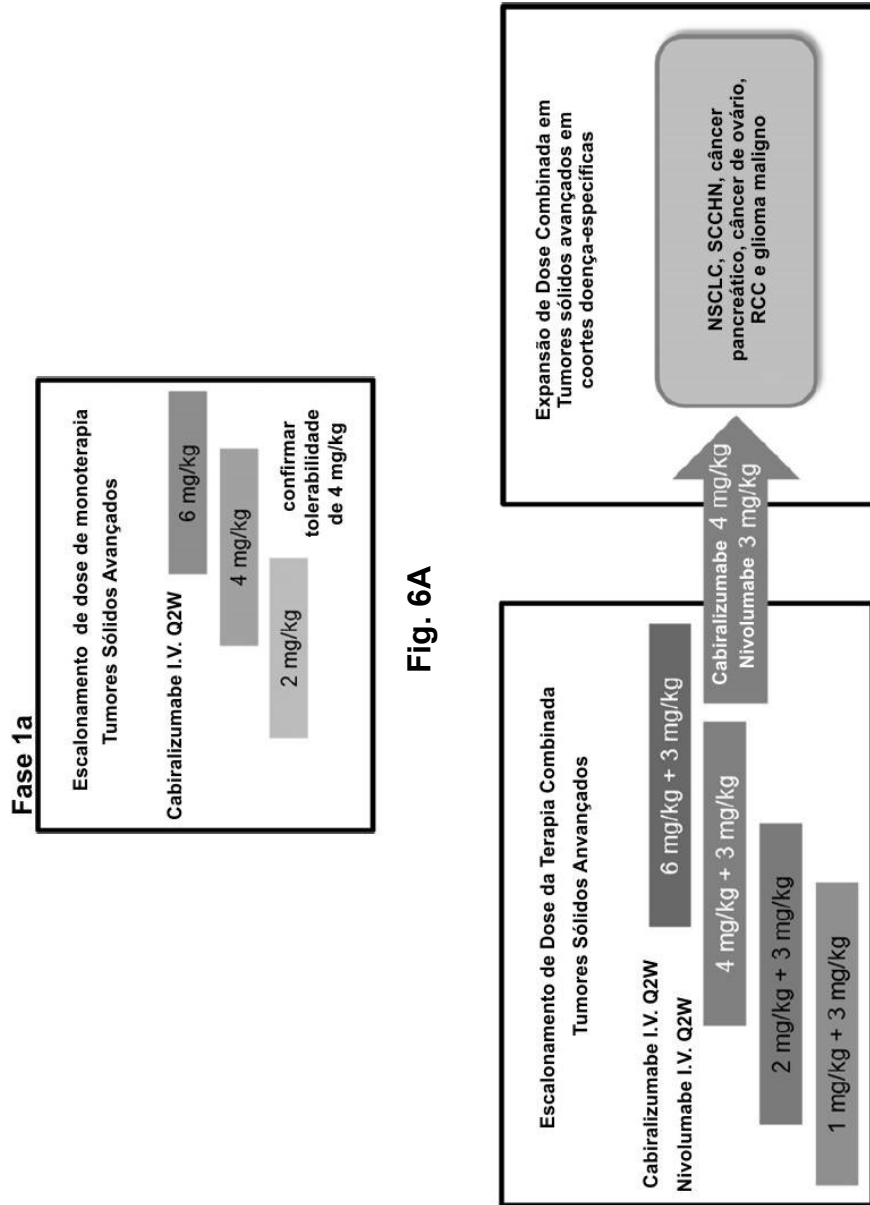 Fase 1a
Escalonamento de dose de monoterapia
Tumores Sólidos Avançados
Cabiralizumabe I.V. Q2W
6 mg/kg
4 mg/kg
2 mg/kg
confirmar
tolerabilidade
de 4 mg/kg
Fig. 6A
Escalonamento de Dose da Terapia Combinada
Tumores Sólidos Anvançados
Cabiralizumabe I.V. Q2W
Nivolumabe I.V. Q2W
6 mg/kg + 3 mg/kg
4 mg/kg + 3 mg/kg
2 mg/kg + 3 mg/kg
1 mg/kg + 3 mg/kg
Cabiralizumabe 4 mg/kg
Nivolumabe 3 mg/kg
Expansão de Dose Combinada em
Tumores sólidos avançados em
coortes doença-específicas
NSCLC, SCCHN, câncer
pancreático, câncer de ovário,
RCC e glioma maligno